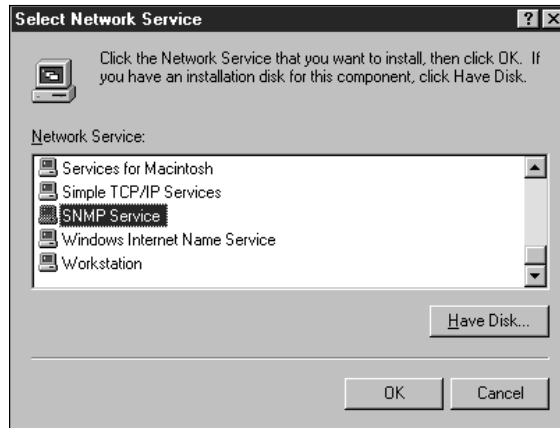 Select Network Service
Click the Network Service that you want to install, then click OK. If
you have an installation disk for this component, click Have Disk.
Network Service:
Services for Macintosh
Simple TCP/IP Services
SNMP Service
Windows Internet Name Service
Workstation
Have Disk...
OK
Cancel